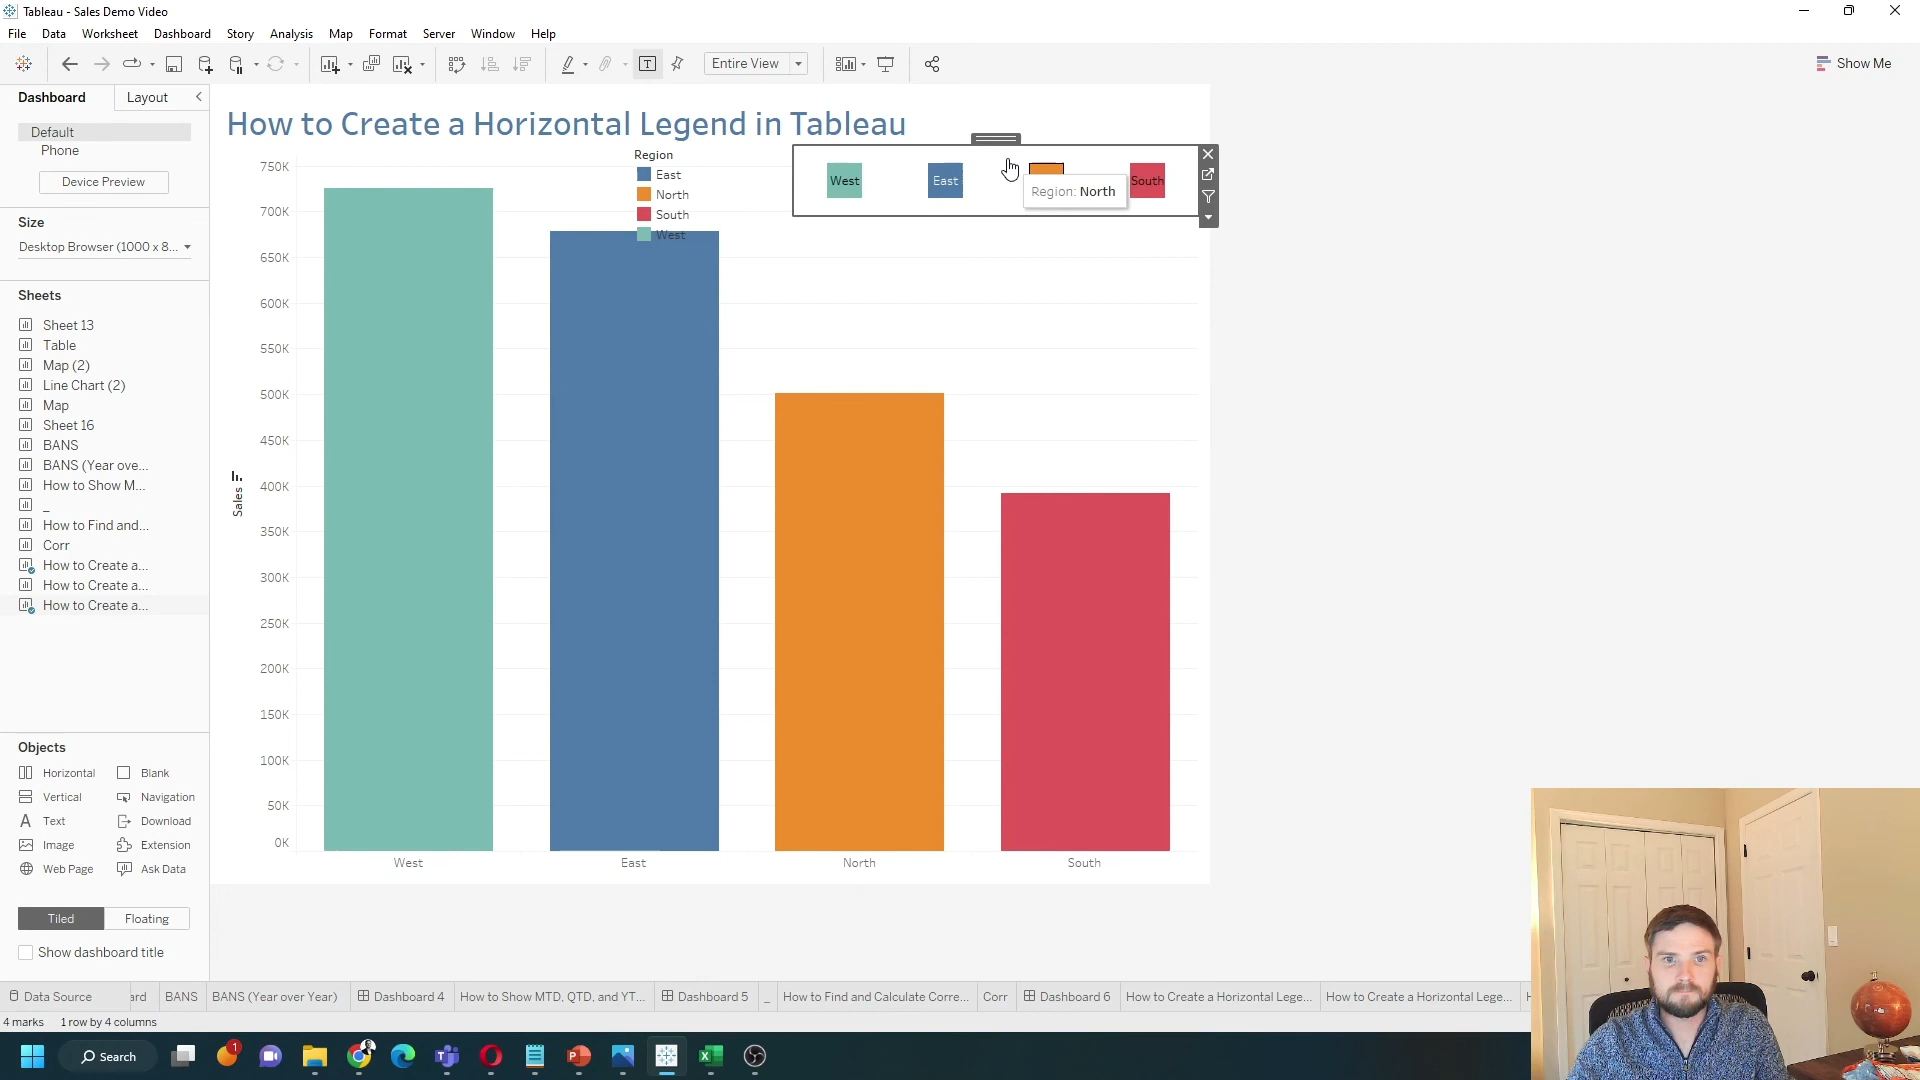 Tableau - Sales Demo Video
File Data Worksheet Dashboard Story Analysis Map Format Server Window Help
Entire View
Show Me
Dashboard Layout
Default
Phone
Device Preview
Size
Desktop Browser (1000 x 8...
Sheets
Sheet 13
Table
Map (2)
Line Chart (2)
Map
Sheet 16
BANS
BANS (Year ove...
How to Show M...
_
How to Find and...
Corr
How to Create a...
How to Create a...
How to Create a...
Objects
Horizontal Blank
Vertical Navigation
Text Download
Image Extension
Web Page Ask Data
Tiled Floating
Show dashboard title
How to Create a Horizontal Legend in Tableau
Region
East
North
South
West
West East South
Region: North
750K
700K
650K
600K
550K
500K
450K
400K
350K
300K
250K
200K
150K
100K
50K
0K
Sales
West East North South
Data Source ard BANS BANS (Year over Year) Dashboard 4 How to Show MTD, QTD, and YT... Dashboard 5 _ How to Find and Calculate Corre... Corr Dashboard 6 How to Create a Horizontal Lege... How to Create a Horizontal Lege...
4 marks 1 row by 4 columns
Search
1